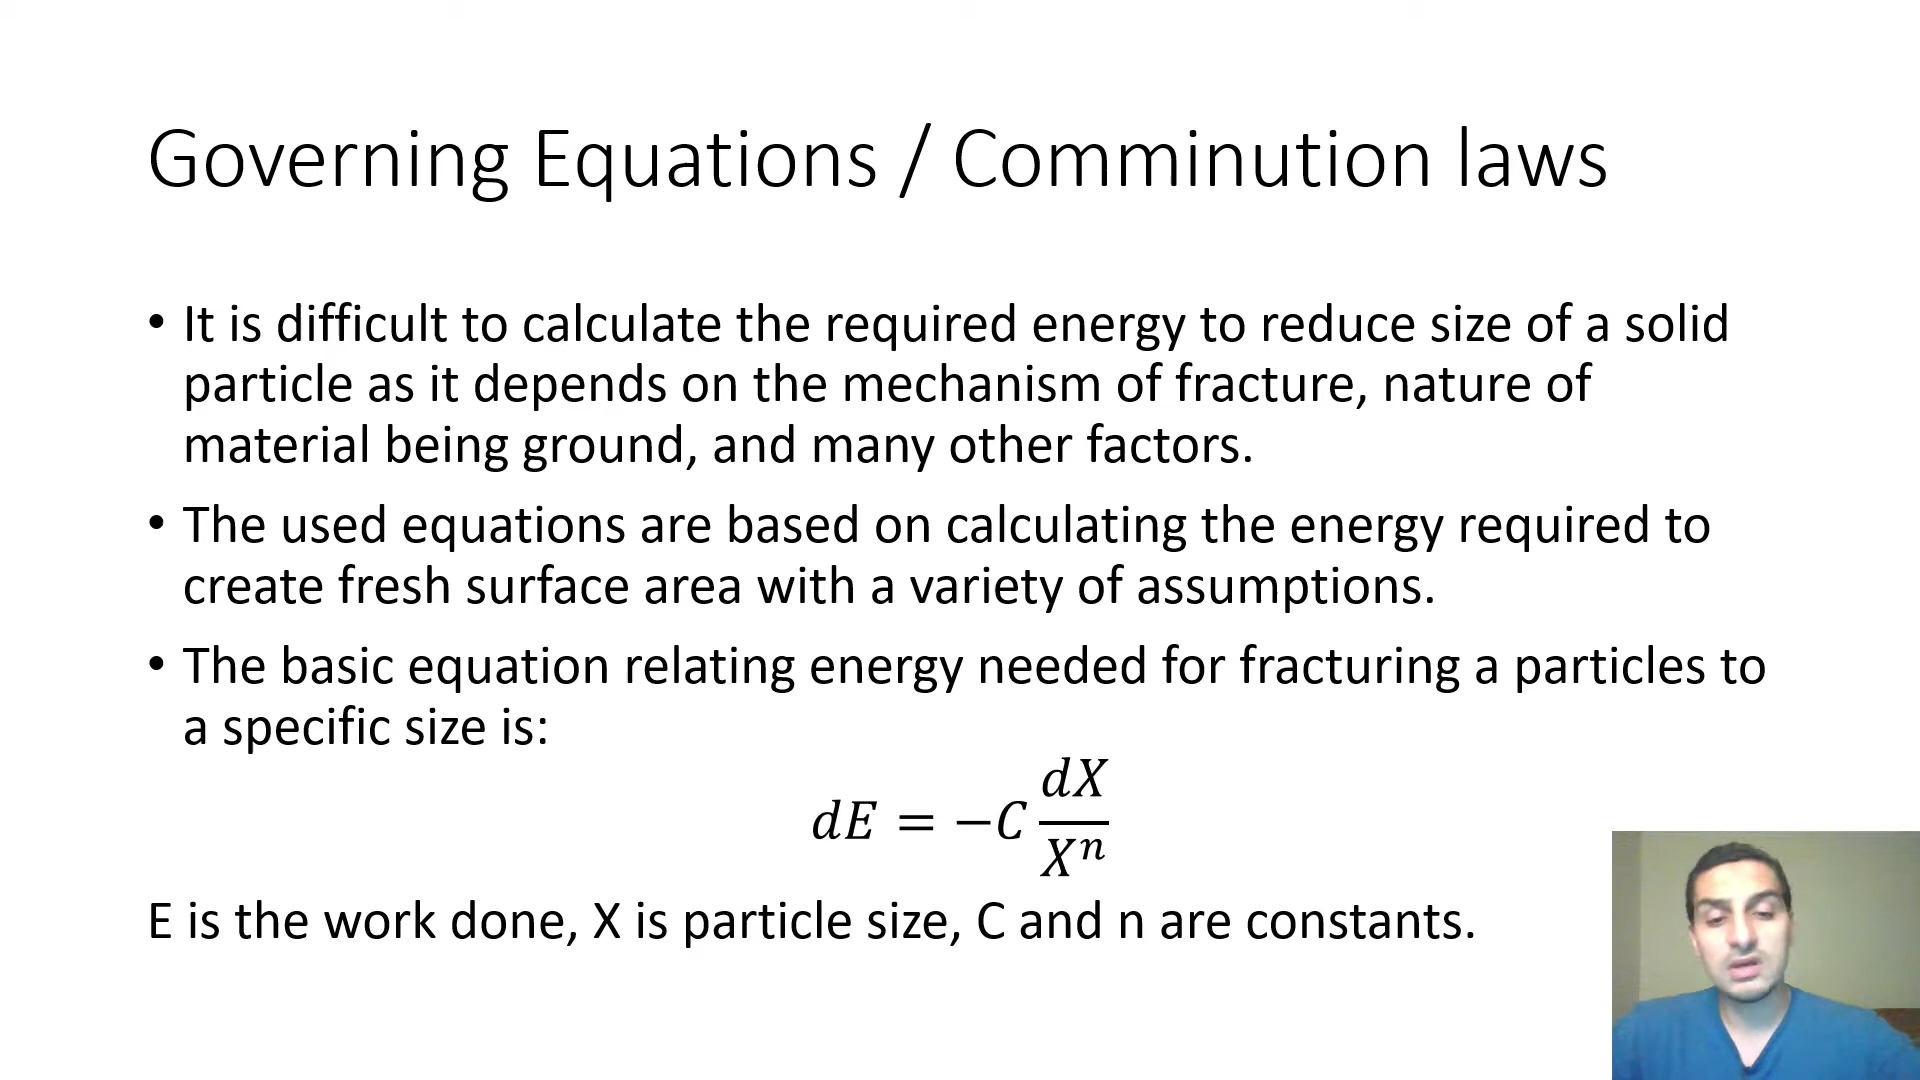 Governing Equations / Comminution laws
• It is difficult to calculate the required energy to reduce size of a solid
particle as it depends on the mechanism of fracture, nature of
material being ground, and many other factors.
• The used equations are based on calculating the energy required to
create fresh surface area with a variety of assumptions.
• The basic equation relating energy needed for fracturing a particles to
a specific size is:
dE = −C dX/Xⁿ
E is the work done, X is particle size, C and n are constants.